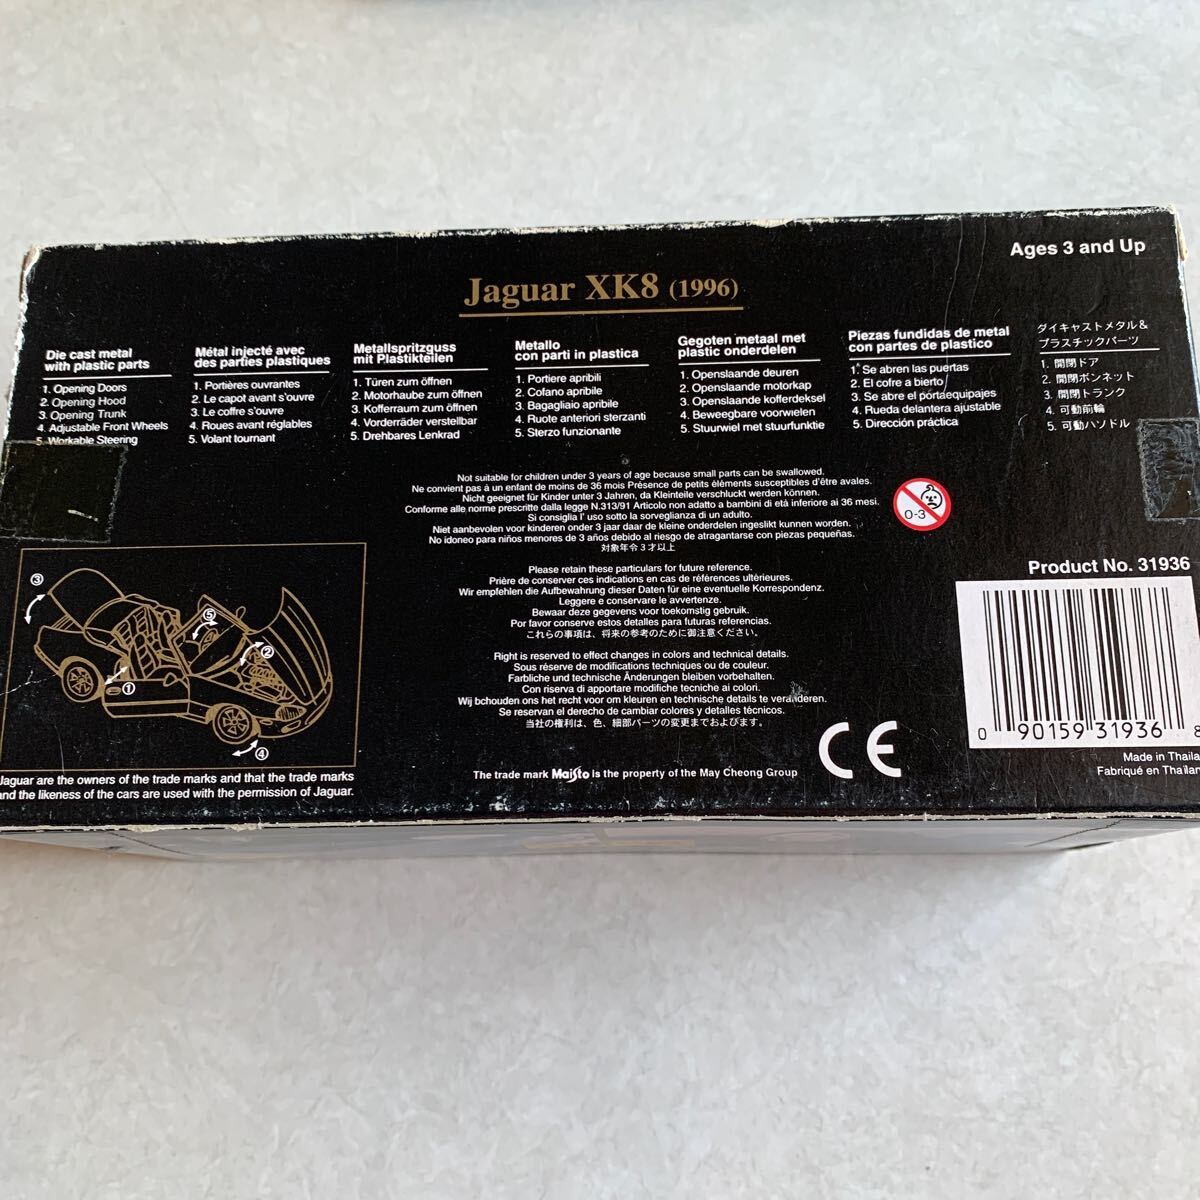 Ages 3 and Up
Jaguar XK8 (1996)
Die cast metal
with plastic parts
1. Opening Doors
2. Opening Hood
3. Opening Trunk
4. Adjustable Front Wheels
5. Workable Steering
Métal injecté avec
des parties plastiques
1. Portières ouvrantes
2. Le capot avant s'ouvre
3. Le coffre s'ouvre
4. Roues avant réglables
5. Volant tournant
Metallspritzguss
mit Plastikteilen
1. Türen zum öffnen
2. Motorhaube zum öffnen
3. Kofferraum zum öffnen
4. Vorderräder verstellbar
5. Drehbares Lenkrad
Metallo
con parti in plastica
1. Portiere apribili
2. Cofano apribile
3. Bagagliaio apribile
4. Ruote anteriori sterzanti
5. Sterzo funzionante
Gegoten metaal met
plastic onderdelen
1. Openslaande deuren
2. Openslaande motorkap
3. Openslaande kofferdeksel
4. Beweegbare voorwielen
5. Stuurwiel met stuurfunktie
Piezas fundidas de metal
con partes de plastico
1. Se abren las puertas
2. El cofre a bierto
3. Se abre el portaequipajes
4. Rueda delantera ajustable
5. Dirección práctica
ダイキャストメタル&
プラスチックパーツ
1. 開閉ドア
2. 開閉ボンネット
3. 開閉トランク
4. 可動前輪
5. 可動ハンドル
Not suitable for children under 3 years of age because small parts can be swallowed.
Ne convient pas à un enfant de moins de 36 mois Présence de petits éléments susceptibles d'être avales.
Nicht geeignet für Kinder unter 3 Jahren, da Kleinteile verschluckt werden können.
Conforme alle norme prescritte dalla legge N.313/91 Articolo non adatto a bambini di età inferiore ai 36 mesi.
Si consiglia l' uso sotto la sorveglianza di un adulto.
Niet aanbevolen voor kinderen onder 3 jaar daar de kleine onderdelen ingeslikt kunnen worden.
No idoneo para niños menores de 3 años debido al riesgo de atragantarse con piezas pequeñas.
対象年令3才以上
0-3
Please retain these particulars for future reference.
Prière de conserver ces indications en cas de références ultérieures.
Wir empfehlen die Aufbewahrung dieser Daten für eine eventuelle Korrespondenz.
Leggere e conservare le avvertenze.
Bewaar deze gegevens voor toekomstig gebruik.
Por favor conserve estos detalles para futuras referencias.
これらの事項は、将来の参考のために御注意ください。
Right is reserved to effect changes in colors and technical details.
Sous réserve de modifications techniques ou de couleur.
Farbliche und technische Änderungen bleiben vorbehalten.
Con riserva di apportare modifiche tecniche ai colori.
Wij bchouden ons het recht voor om kleuren en technische details te veranderen.
Se reservan el derecho de cambiar colores y detalles técnicos.
当社の権利は、色、細部パーツの変更までおよびます。
3
5
2
1
4
Jaguar are the owners of the trade marks and that the trade marks
and the likeness of the cars are used with the permission of Jaguar.
The trade mark Maisto is the property of the May Cheong Group
CE
Product No. 31936
0 90159 31936 8
Made in Thaila
Fabriqué en Thaïlan